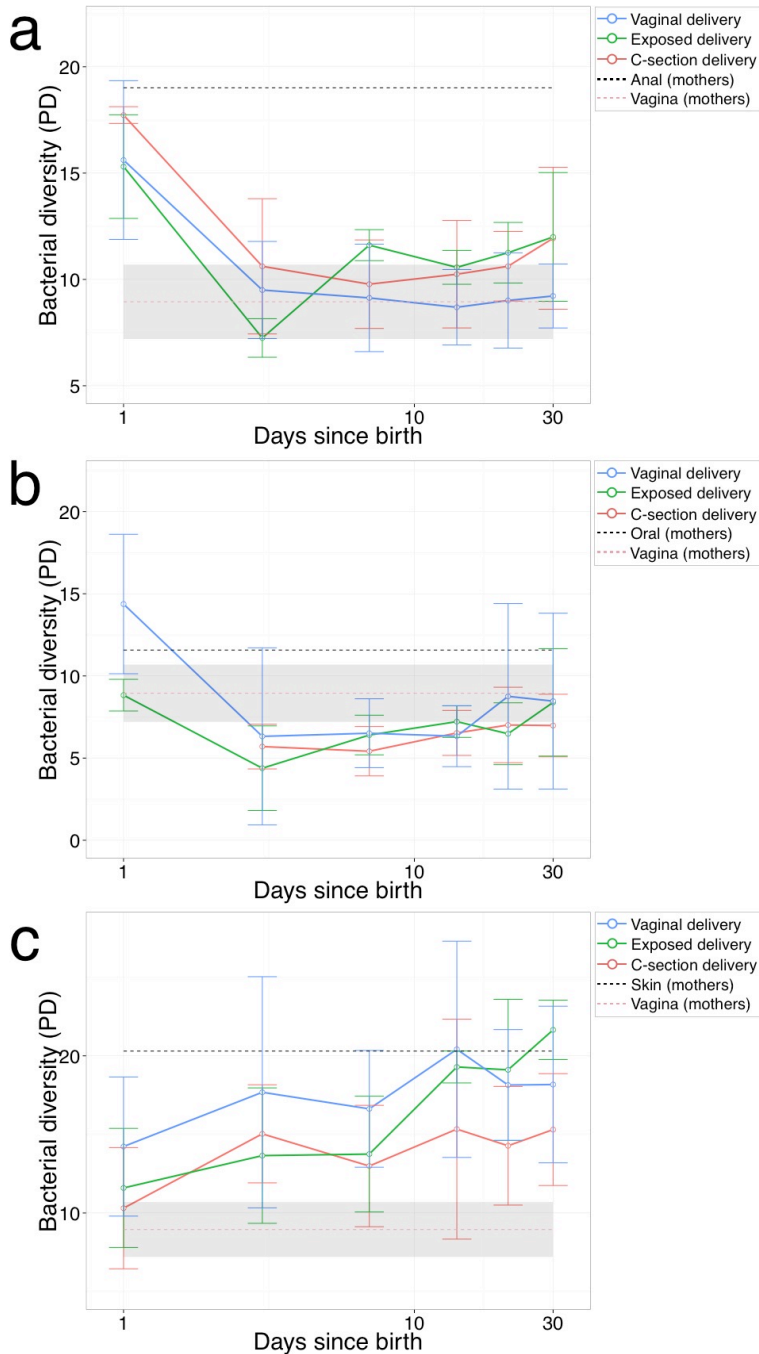 a
Bacterial diversity (PD)
20
15
10
5
1
10
30
Days since birth
Vaginal delivery
Exposed delivery
C-section delivery
Anal (mothers)
Vagina (mothers)
b
Bacterial diversity (PD)
20
15
10
5
0
1
10
30
Days since birth
Vaginal delivery
Exposed delivery
C-section delivery
Oral (mothers)
Vagina (mothers)
c
Bacterial diversity (PD)
20
10
1
10
30
Days since birth
Vaginal delivery
Exposed delivery
C-section delivery
Skin (mothers)
Vagina (mothers)